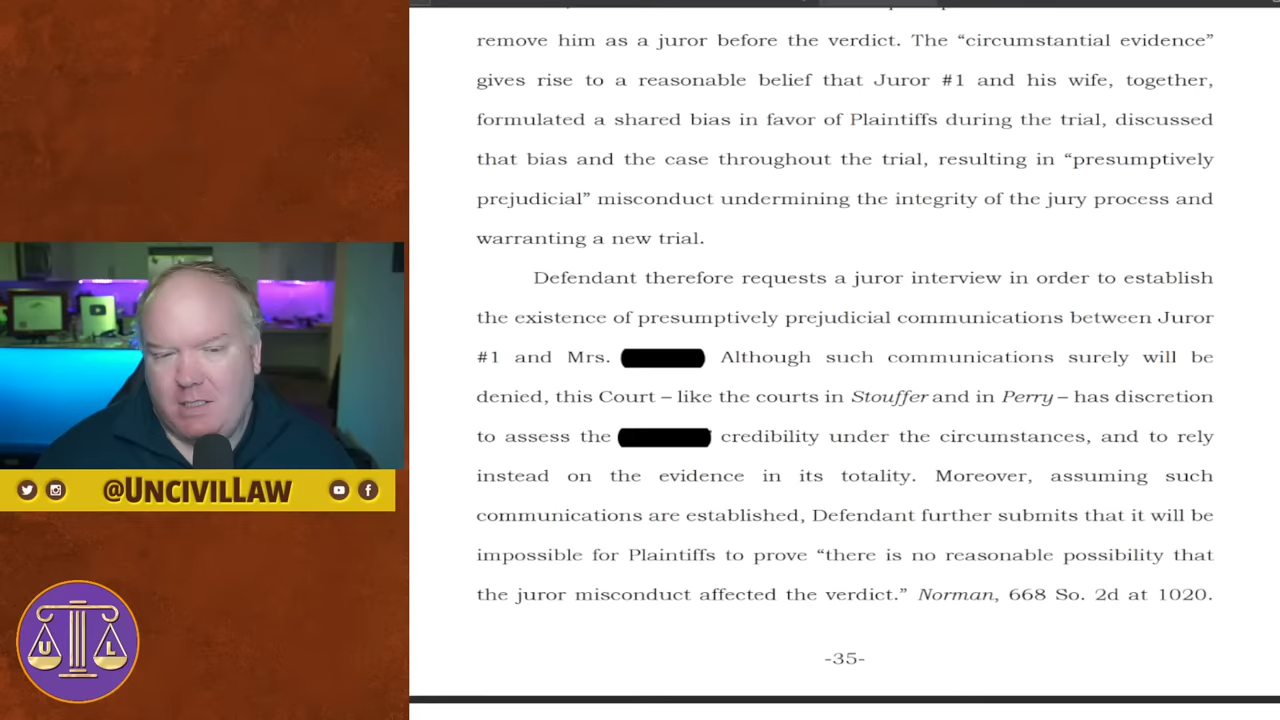 remove him as a juror before the verdict. The “circumstantial evidence”
gives rise to a reasonable belief that Juror #1 and his wife, together,
formulated a shared bias in favor of Plaintiffs during the trial, discussed
that bias and the case throughout the trial, resulting in “presumptively
prejudicial” misconduct undermining the integrity of the jury process and
warranting a new trial.
Defendant therefore requests a juror interview in order to establish
the existence of presumptively prejudicial communications between Juror
#1 and Mrs. Although such communications surely will be
denied, this Court – like the courts in Stouffer and in Perry – has discretion
to assess the credibility under the circumstances, and to rely
instead on the evidence in its totality. Moreover, assuming such
communications are established, Defendant further submits that it will be
impossible for Plaintiffs to prove “there is no reasonable possibility that
the juror misconduct affected the verdict.” Norman, 668 So. 2d at 1020.
-35-
@UncivilLaw
U L